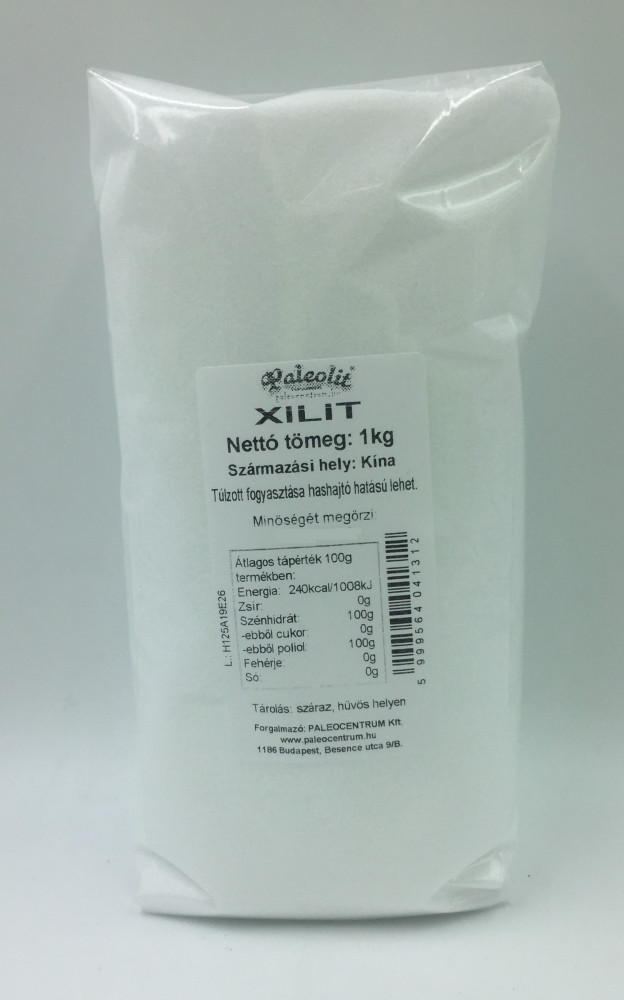 Paleolit®
paleocentrum.hu
XILIT
Nettó tömeg: 1kg
Származási hely: Kína
Túlzott fogyasztása hashajtó hatású lehet.
Minőségét megőrzi:
Átlagos tápérték 100g
termékben:
Energia: 240kcal/1008kJ
Zsír: 0g
Szénhidrát: 100g
-ebből cukor: 0g
-ebből poliol: 100g
Fehérje: 0g
Só: 0g
L.: H125A19E26
5 999564 041312
Tárolás: száraz, hűvös helyen
Forgalmazó: PALEOCENTRUM Kft.
www.paleocentrum.hu
1186 Budapest, Besence utca 9/B.